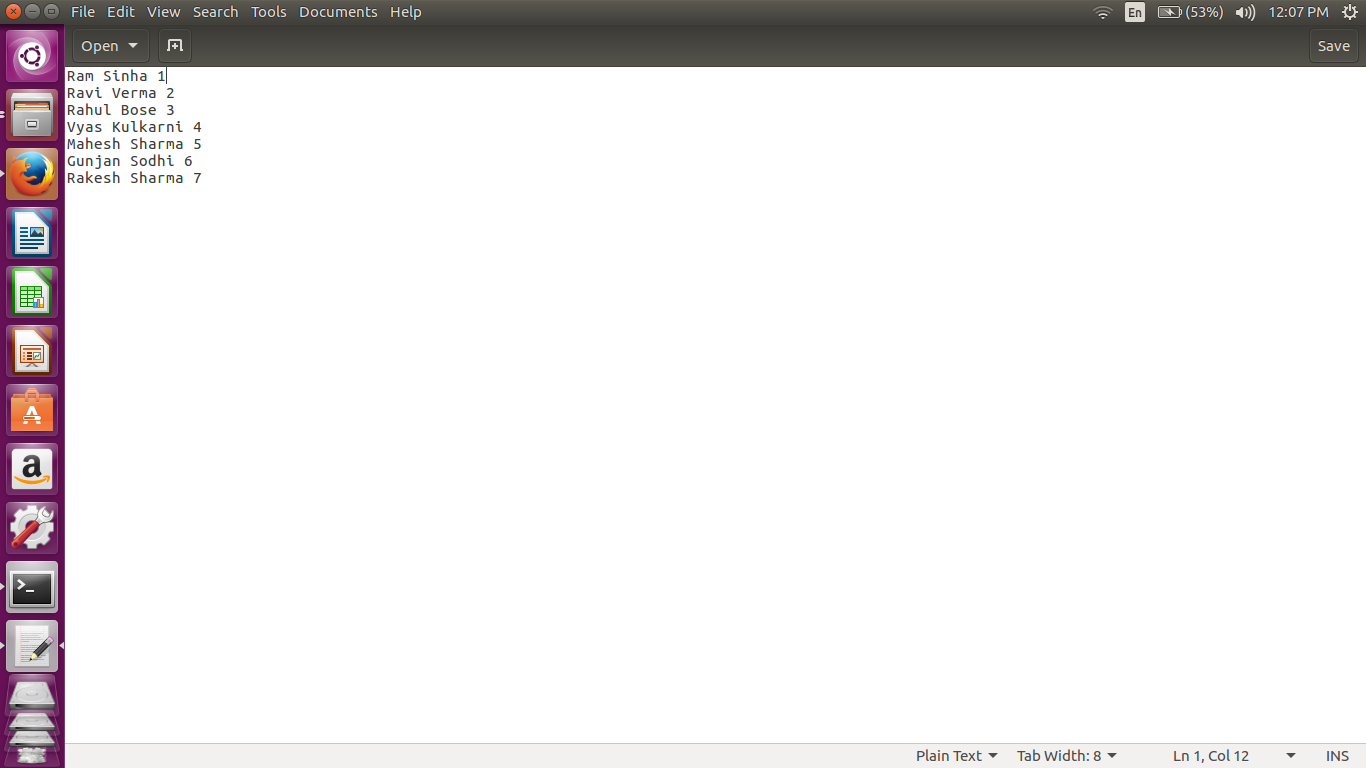 File Edit View Search Tools Documents Help
En (53%) 12:07 PM
Open Save
Ram Sinha 1
Ravi Verma 2
Rahul Bose 3
Vyas Kulkarni 4
Mahesh Sharma 5
Gunjan Sodhi 6
Rakesh Sharma 7
Plain Text Tab Width: 8 Ln 1, Col 12 INS